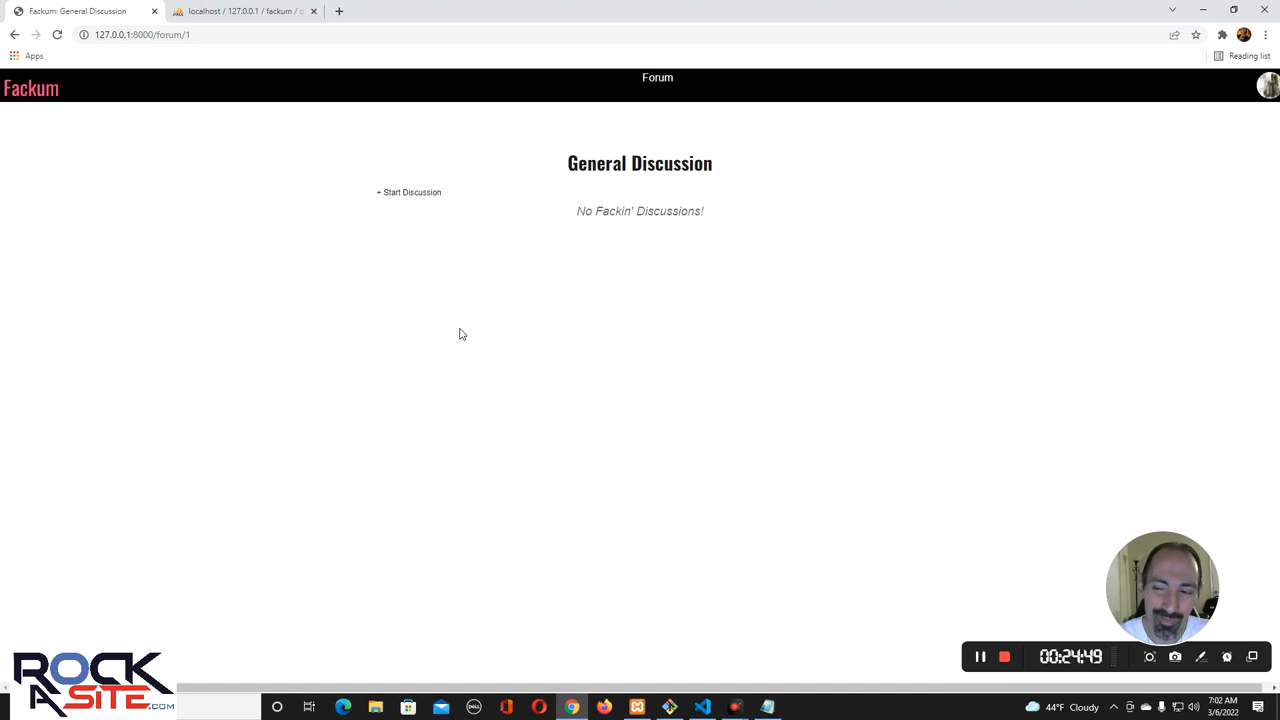 Fackum: General Discussion
localhost / 127.0.0.1 / fackum / d
127.0.0.1:8000/forum/1
Apps
Reading list
Fackum
Forum
General Discussion
+ Start Discussion
No Fackin' Discussions!
00:24:49
ROCK
A SITE.COM
44°F Cloudy
7:02 AM
3/6/2022